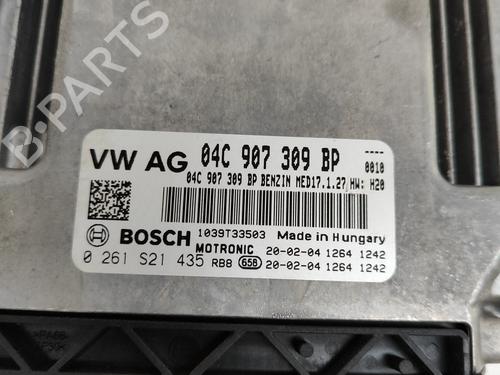 VW AG 04C 907 309 BP ----
0010
04C 907 309 BP BENZIN MED17.1.27 HW: H20
BOSCH 1039T33503 Made in Hungary
MOTRONIC 20-02-04 1264 1242
0 261 S21 435 RB8 658 20-02-04 1264 1242
B-PARTS